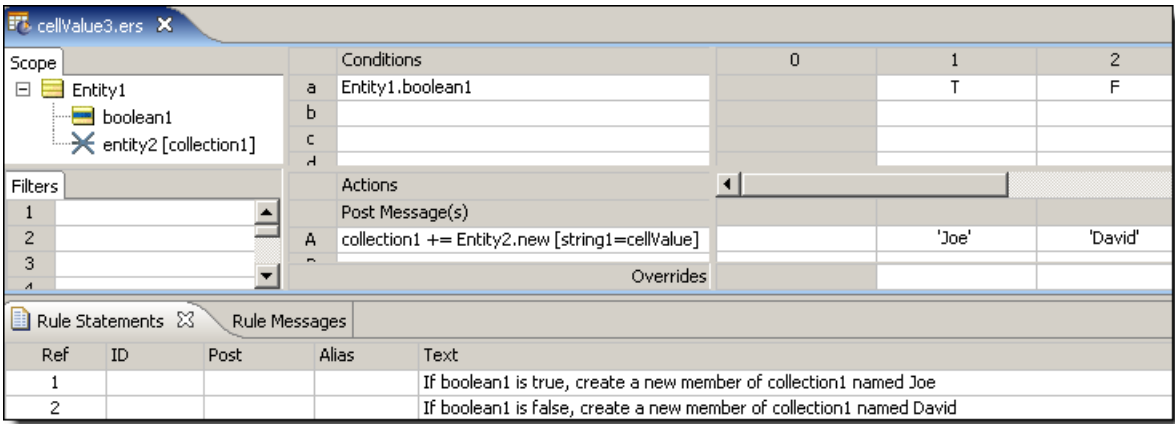 cellValue3.ers
Scope Conditions 0 1 2
Entity1 a Entity1.boolean1 T F
boolean1 b
entity2 [collection1] c
d
Filters Actions
1 Post Message(s)
2 A collection1 += Entity2.new [string1=cellValue] 'Joe' 'David'
3
4 Overrides
Rule Statements Rule Messages
Ref ID Post Alias Text
1 If boolean1 is true, create a new member of collection1 named Joe
2 If boolean1 is false, create a new member of collection1 named David